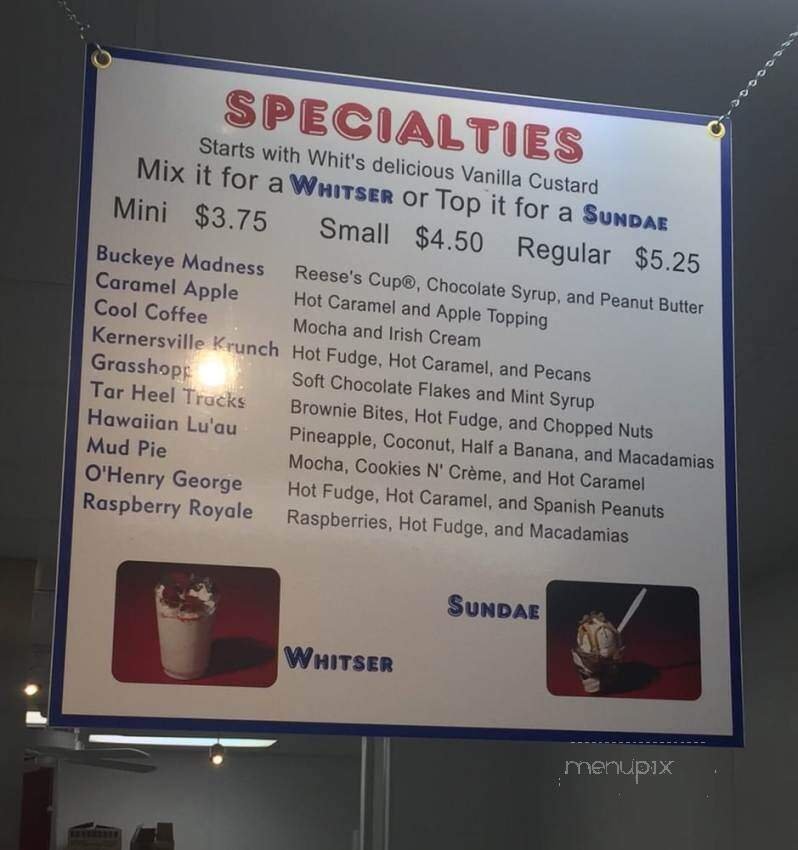 SPECIALTIES
Starts with Whit's delicious Vanilla Custard
Mix it for a WHITSER or Top it for a SUNDAE
Mini $3.75 Small $4.50 Regular $5.25
Buckeye Madness Reese's Cup®, Chocolate Syrup, and Peanut Butter
Caramel Apple Hot Caramel and Apple Topping
Cool Coffee Mocha and Irish Cream
Kernersville Krunch Hot Fudge, Hot Caramel, and Pecans
Soft Chocolate Flakes and Mint Syrup
Tar Heel Tracks Brownie Bites, Hot Fudge, and Chopped Nuts
Hawaiian Lu'au Pineapple, Coconut, Half a Banana, and Macadamias
Mud Pie Mocha, Cookies N' Crème, and Hot Caramel
O'Henry George Hot Fudge, Hot Caramel, and Spanish Peanuts
Raspberry Royale Raspberries, Hot Fudge, and Macadamias
SUNDAE
WHITSER
menupix